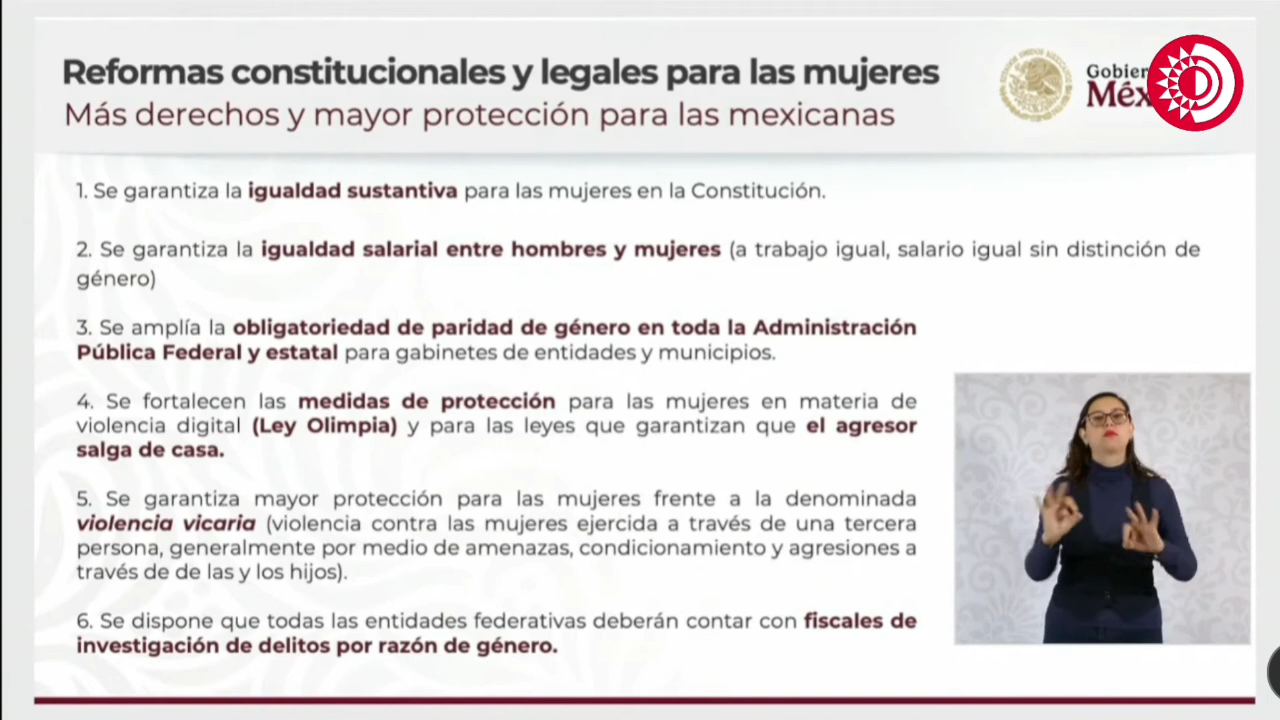 Reformas constitucionales y legales para las mujeres
Más derechos y mayor protección para las mexicanas
1. Se garantiza la igualdad sustantiva para las mujeres en la Constitución.
2. Se garantiza la igualdad salarial entre hombres y mujeres (a trabajo igual, salario igual sin distinción de
género)
3. Se amplía la obligatoriedad de paridad de género en toda la Administración
Pública Federal y estatal para gabinetes de entidades y municipios.
4. Se fortalecen las medidas de protección para las mujeres en materia de
violencia digital (Ley Olimpia) y para las leyes que garantizan que el agresor
salga de casa.
5. Se garantiza mayor protección para las mujeres frente a la denominada
violencia vicaria (violencia contra las mujeres ejercida a través de una tercera
persona, generalmente por medio de amenazas, condicionamiento y agresiones a
través de de las y los hijos).
6. Se dispone que todas las entidades federativas deberán contar con fiscales de
investigación de delitos por razón de género.